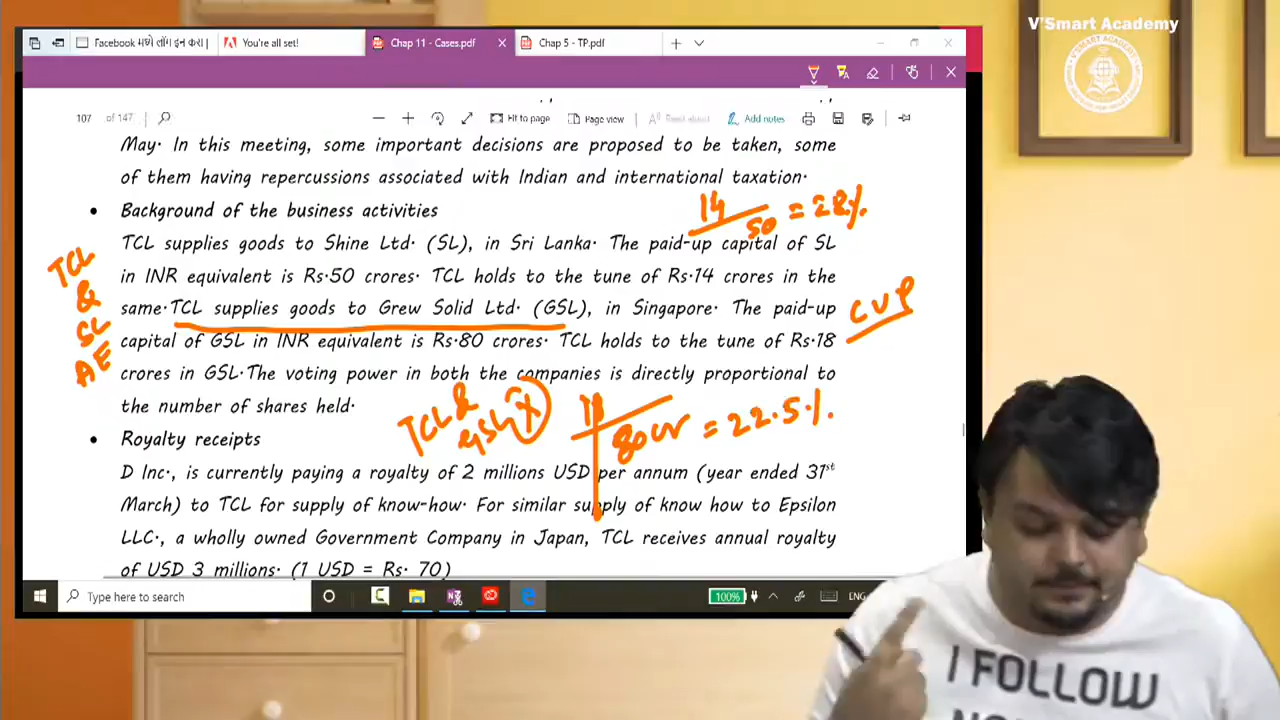 V'Smart Academy
Facebook मध्ये लॉग इन करा |
You're all set!
Chap 11 - Cases.pdf
Chap 5 - TP.pdf
107 of 147
Fit to page
Page view
Read aloud
Add notes
May. In this meeting, some important decisions are proposed to be taken, some
of them having repercussions associated with Indian and international taxation.
• Background of the business activities
14/50 = 28%
TCL supplies goods to Shine Ltd. (SL), in Sri Lanka. The paid-up capital of SL
in INR equivalent is Rs.50 crores. TCL holds to the tune of Rs.14 crores in the
same.TCL supplies goods to Grew Solid Ltd. (GSL), in Singapore. The paid-up
capital of GSL in INR equivalent is Rs.80 crores. TCL holds to the tune of Rs.18
crores in GSL.The voting power in both the companies is directly proportional to
the number of shares held.
TCL
&
SL
AE
CUP
TCL &
GSL X
18/80 cr = 22.5%
• Royalty receipts
D Inc., is currently paying a royalty of 2 millions USD per annum (year ended 31st
March) to TCL for supply of know-how. For similar supply of know how to Epsilon
LLC., a wholly owned Government Company in Japan, TCL receives annual royalty
of USD 3 millions. (1 USD = Rs. 70)
Type here to search
100%
ENG
I FOLLOW